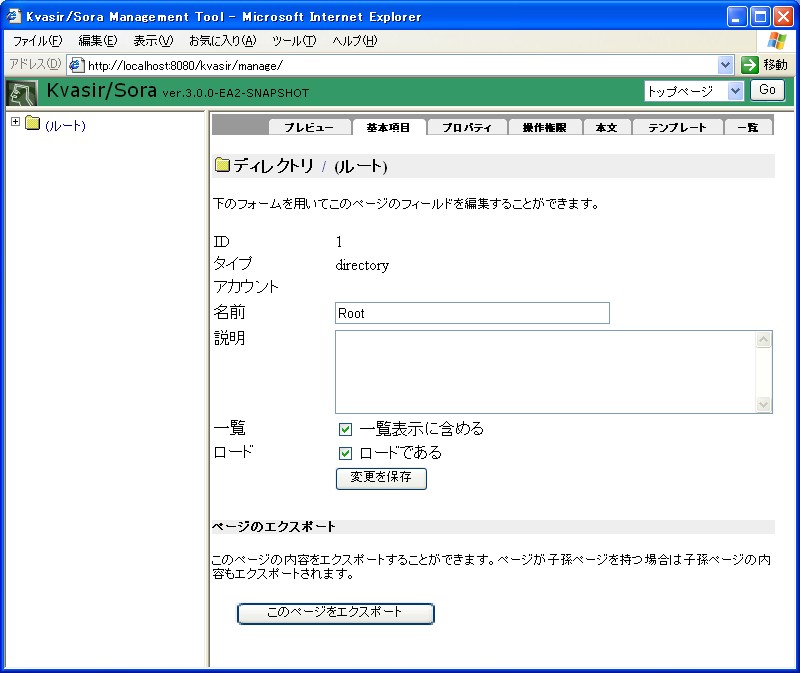 Kvasir/Sora Management Tool - Microsoft Internet Explorer
ファイル(F) 編集(E) 表示(V) お気に入り(A) ツール(T) ヘルプ(H)
アドレス(D) http://localhost:8080/kvasir/manage/ 移動
Kvasir/Sora ver.3.0.0-EA2-SNAPSHOT トップページ Go
(ルート)
プレビュー 基本項目 プロパティ 操作権限 本文 テンプレート 一覧
ディレクトリ / (ルート)
下のフォームを用いてこのページのフィールドを編集することができます。
ID 1
タイプ directory
アカウント
名前 Root
説明
一覧 一覧表示に含める
ロード ロードである
変更を保存
ページのエクスポート
このページの内容をエクスポートすることができます。ページが子孫ページを持つ場合は子孫ページの内
容もエクスポートされます。
このページをエクスポート